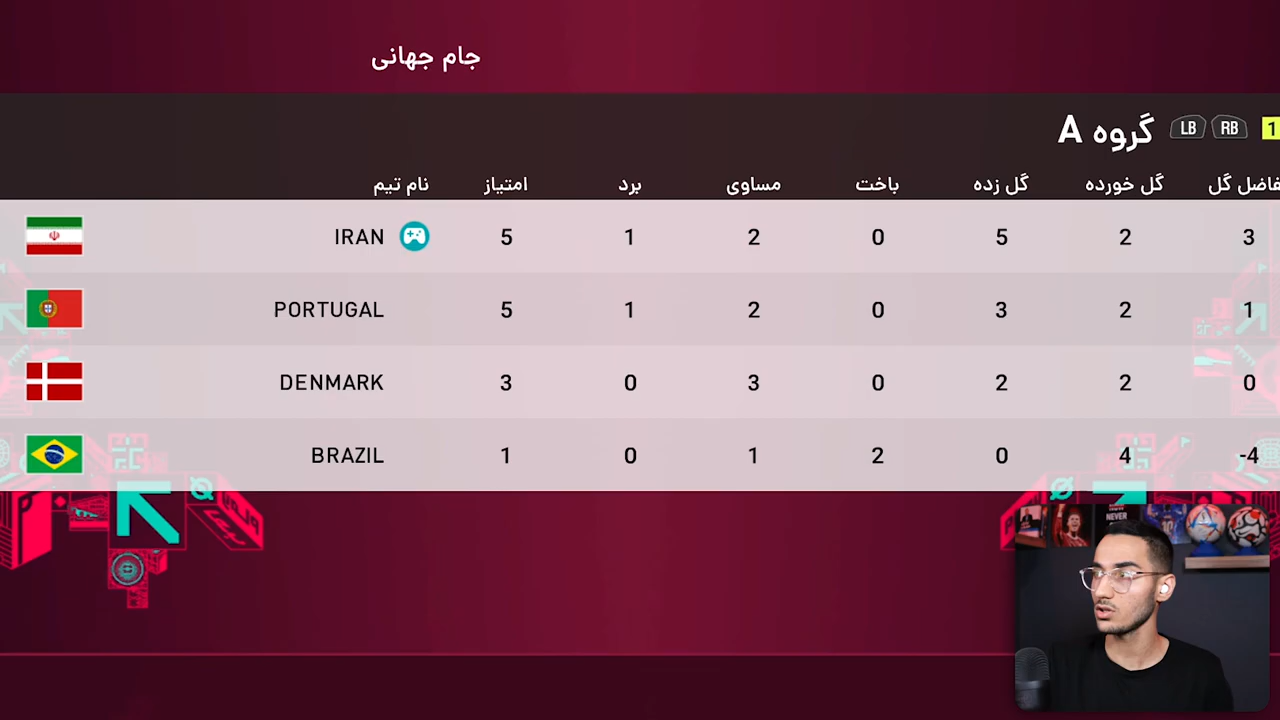 جام جهانی
گروه A LB RB 1
نام تیم امتیاز برد مساوی باخت گل زده گل خورده فاضل گل
IRAN 5 1 2 0 5 2 3
PORTUGAL 5 1 2 0 3 2 1
DENMARK 3 0 3 0 2 2 0
BRAZIL 1 0 1 2 0 4 -4
NEVER